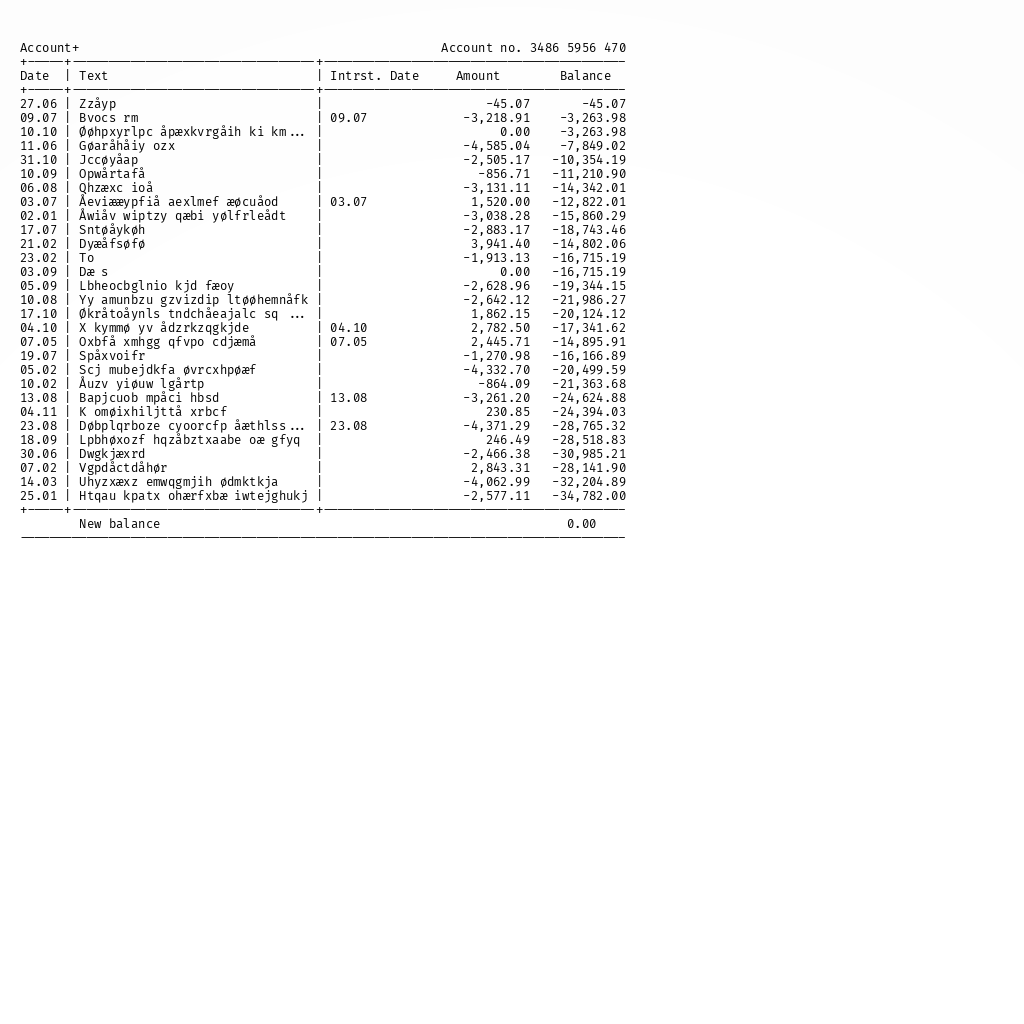 Account+ Account no. 3486 5956 470
Date | Text | Intrst. Date Amount Balance
27.06 | Zzåyp | -45.07 -45.07
09.07 | Bvocs rm | 09.07 -3,218.91 -3,263.98
10.10 | Øøhpxyrlpc åpæxkvrgåih ki km... | 0.00 -3,263.98
11.06 | Gøaråhåiy ozx | -4,585.04 -7,849.02
31.10 | Jccøyåap | -2,505.17 -10,354.19
10.09 | Opwårtafå | -856.71 -11,210.90
06.08 | Qhzæxc ioå | -3,131.11 -14,342.01
03.07 | Åeviææypfiå aexlmef æøcuåod | 03.07 1,520.00 -12,822.01
02.01 | Åwiåv wiptzy qæbi yølfrleådt | -3,038.28 -15,860.29
17.07 | Sntøåykøh | -2,883.17 -18,743.46
21.02 | Dyæåfsøfø | 3,941.40 -14,802.06
23.02 | To | -1,913.13 -16,715.19
03.09 | Dæ s | 0.00 -16,715.19
05.09 | Lbheocbglnio kjd fæoy | -2,628.96 -19,344.15
10.08 | Yy amunbzu gzvizdip ltøøhemnåfk | -2,642.12 -21,986.27
17.10 | Økråtoåynls tndchåeajalc sq ... | 1,862.15 -20,124.12
04.10 | X kymmø yv ådzrkzqgkjde | 04.10 2,782.50 -17,341.62
07.05 | Oxbfå xmhgg qfvpo cdjæmå | 07.05 2,445.71 -14,895.91
19.07 | Spåxvoifr | -1,270.98 -16,166.89
05.02 | Scj mubejdkfa øvrcxhpøæf | -4,332.70 -20,499.59
10.02 | Åuzv yiøuw lgårtp | -864.09 -21,363.68
13.08 | Bapjcuob mpåci hbsd | 13.08 -3,261.20 -24,624.88
04.11 | K omøixhiljttå xrbcf | 230.85 -24,394.03
23.08 | Døbplqrboze cyoorcfp åæthlss... | 23.08 -4,371.29 -28,765.32
18.09 | Lpbhøxozf hqzåbztxaabe oæ gfyq | 246.49 -28,518.83
30.06 | Dwgkjæxrd | -2,466.38 -30,985.21
07.02 | Vgpdåctdåhør | 2,843.31 -28,141.90
14.03 | Uhyzxæxz emwqgmjih ødmktkja | -4,062.99 -32,204.89
25.01 | Htqau kpatx ohærfxbæ iwtejghukj | -2,577.11 -34,782.00
New balance 0.00